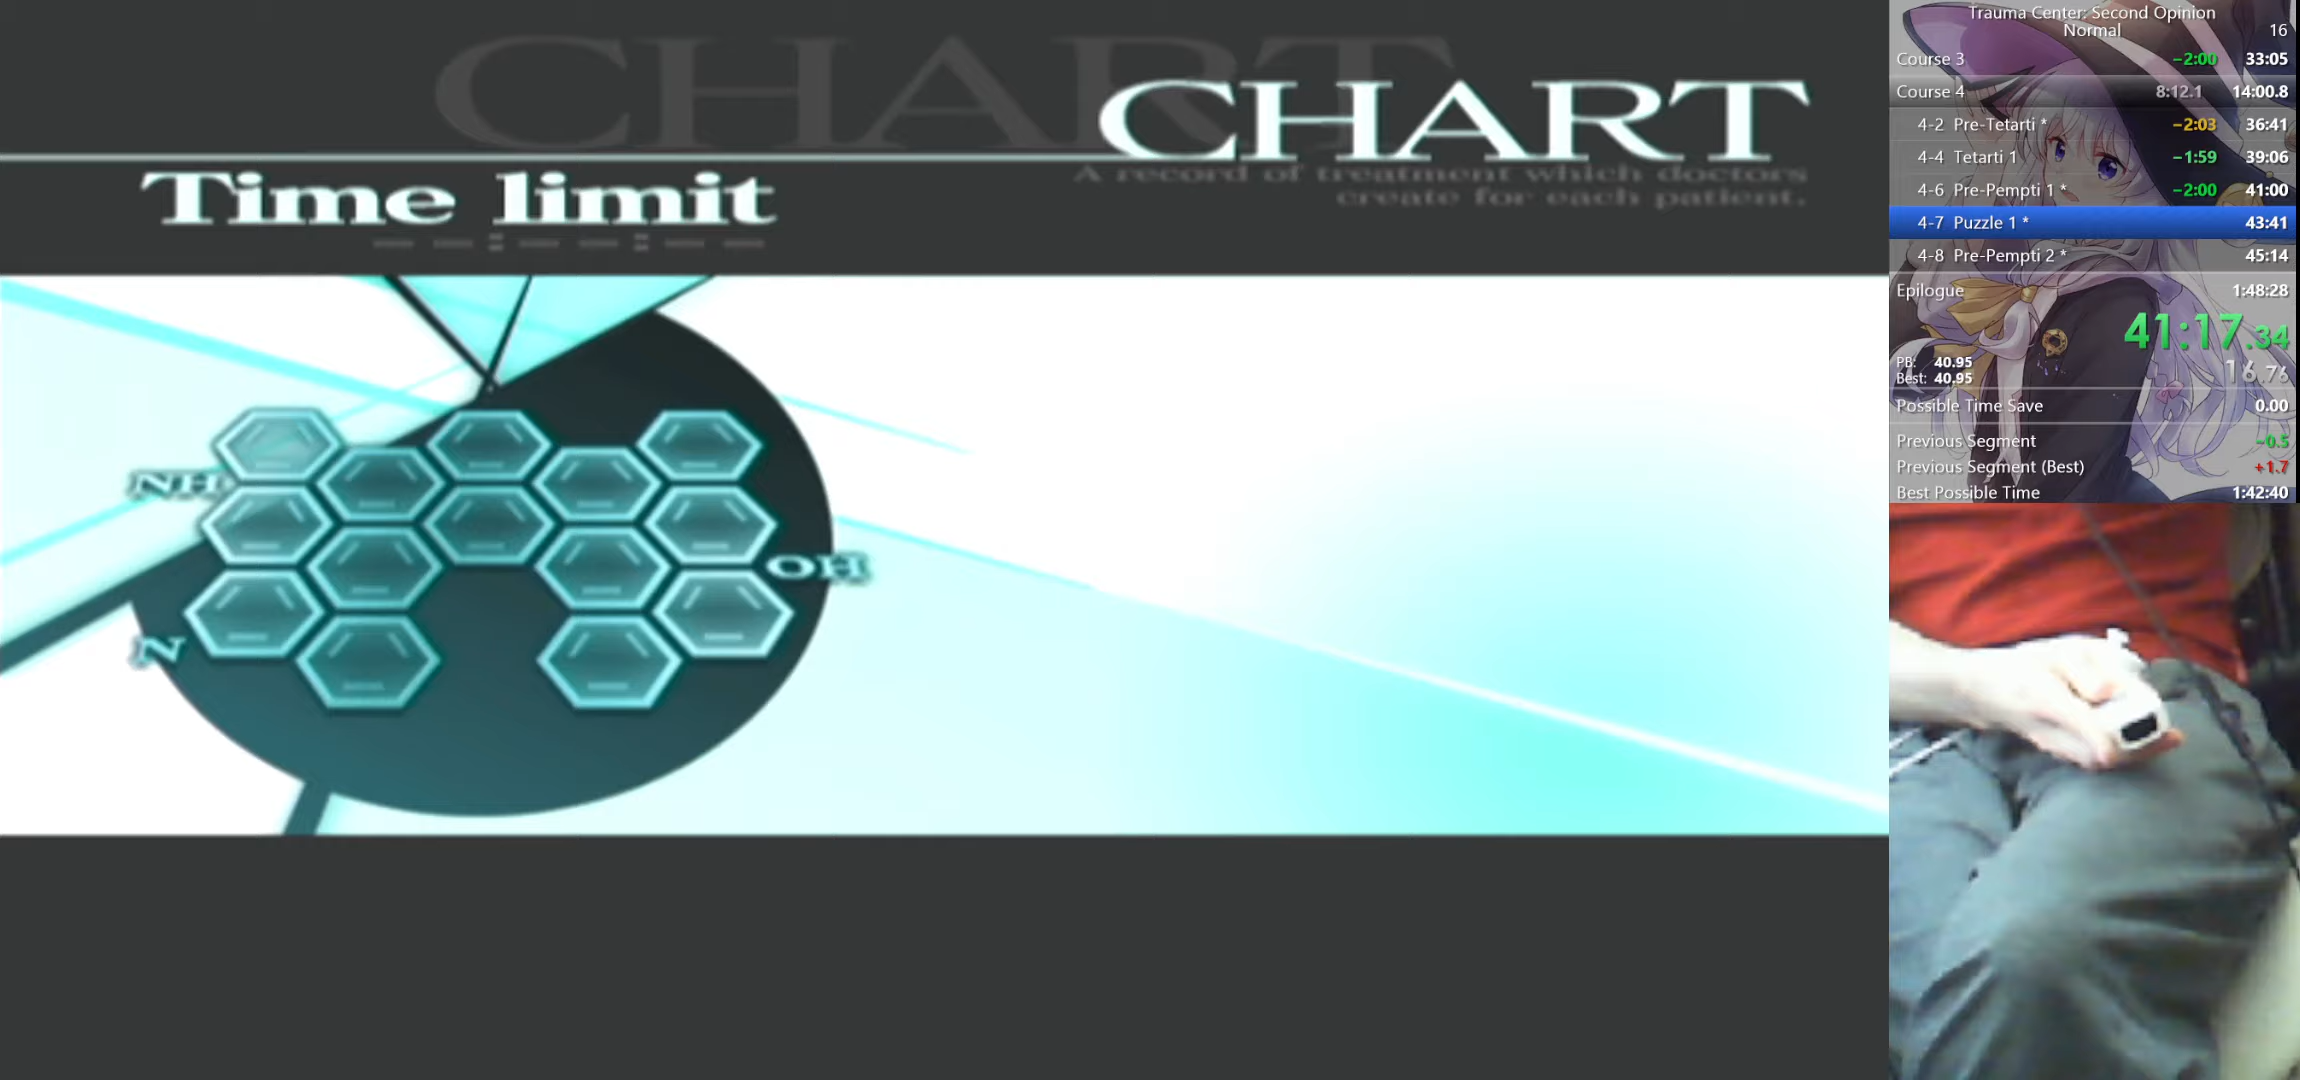 CHART
CHART
A record of treatment which doctors
create for each patient.
Time limit
NH
OH
N
Trauma Center: Second Opinion
Normal
16
Course 3 -2:00 33:05
Course 4 8:12.1 14:00.8
4-2 Pre-Tetarti * -2:03 36:41
4-4 Tetarti 1 -1:59 39:06
4-6 Pre-Pempti 1 * -2:00 41:00
4-7 Puzzle 1 * 43:41
4-8 Pre-Pempti 2 * 45:14
Epilogue 1:48:28
41:17.34
PB: 40.95
Best: 40.95
16.76
Possible Time Save 0.00
Previous Segment -0.5
Previous Segment (Best) +1.7
Best Possible Time 1:42:40